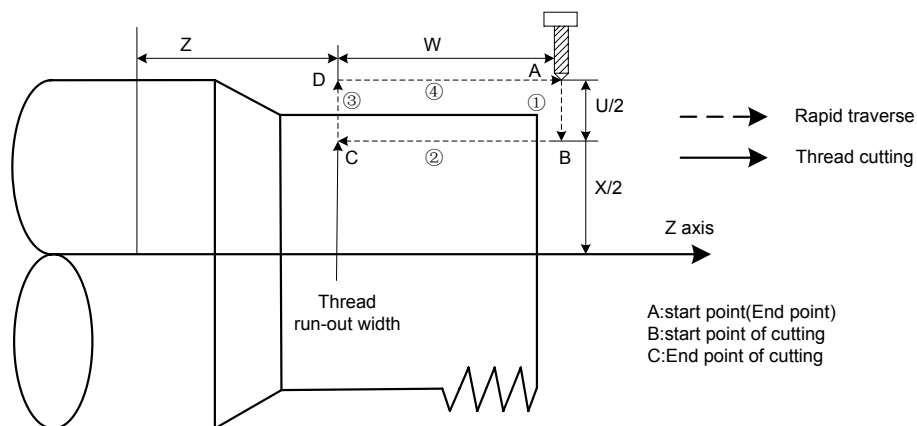 Z
W
D
A
③
④
①
U/2
Rapid traverse
C
②
B
Thread cutting
X/2
Z axis
Thread
run-out width
A:start point(End point)
B:start point of cutting
C:End point of cutting